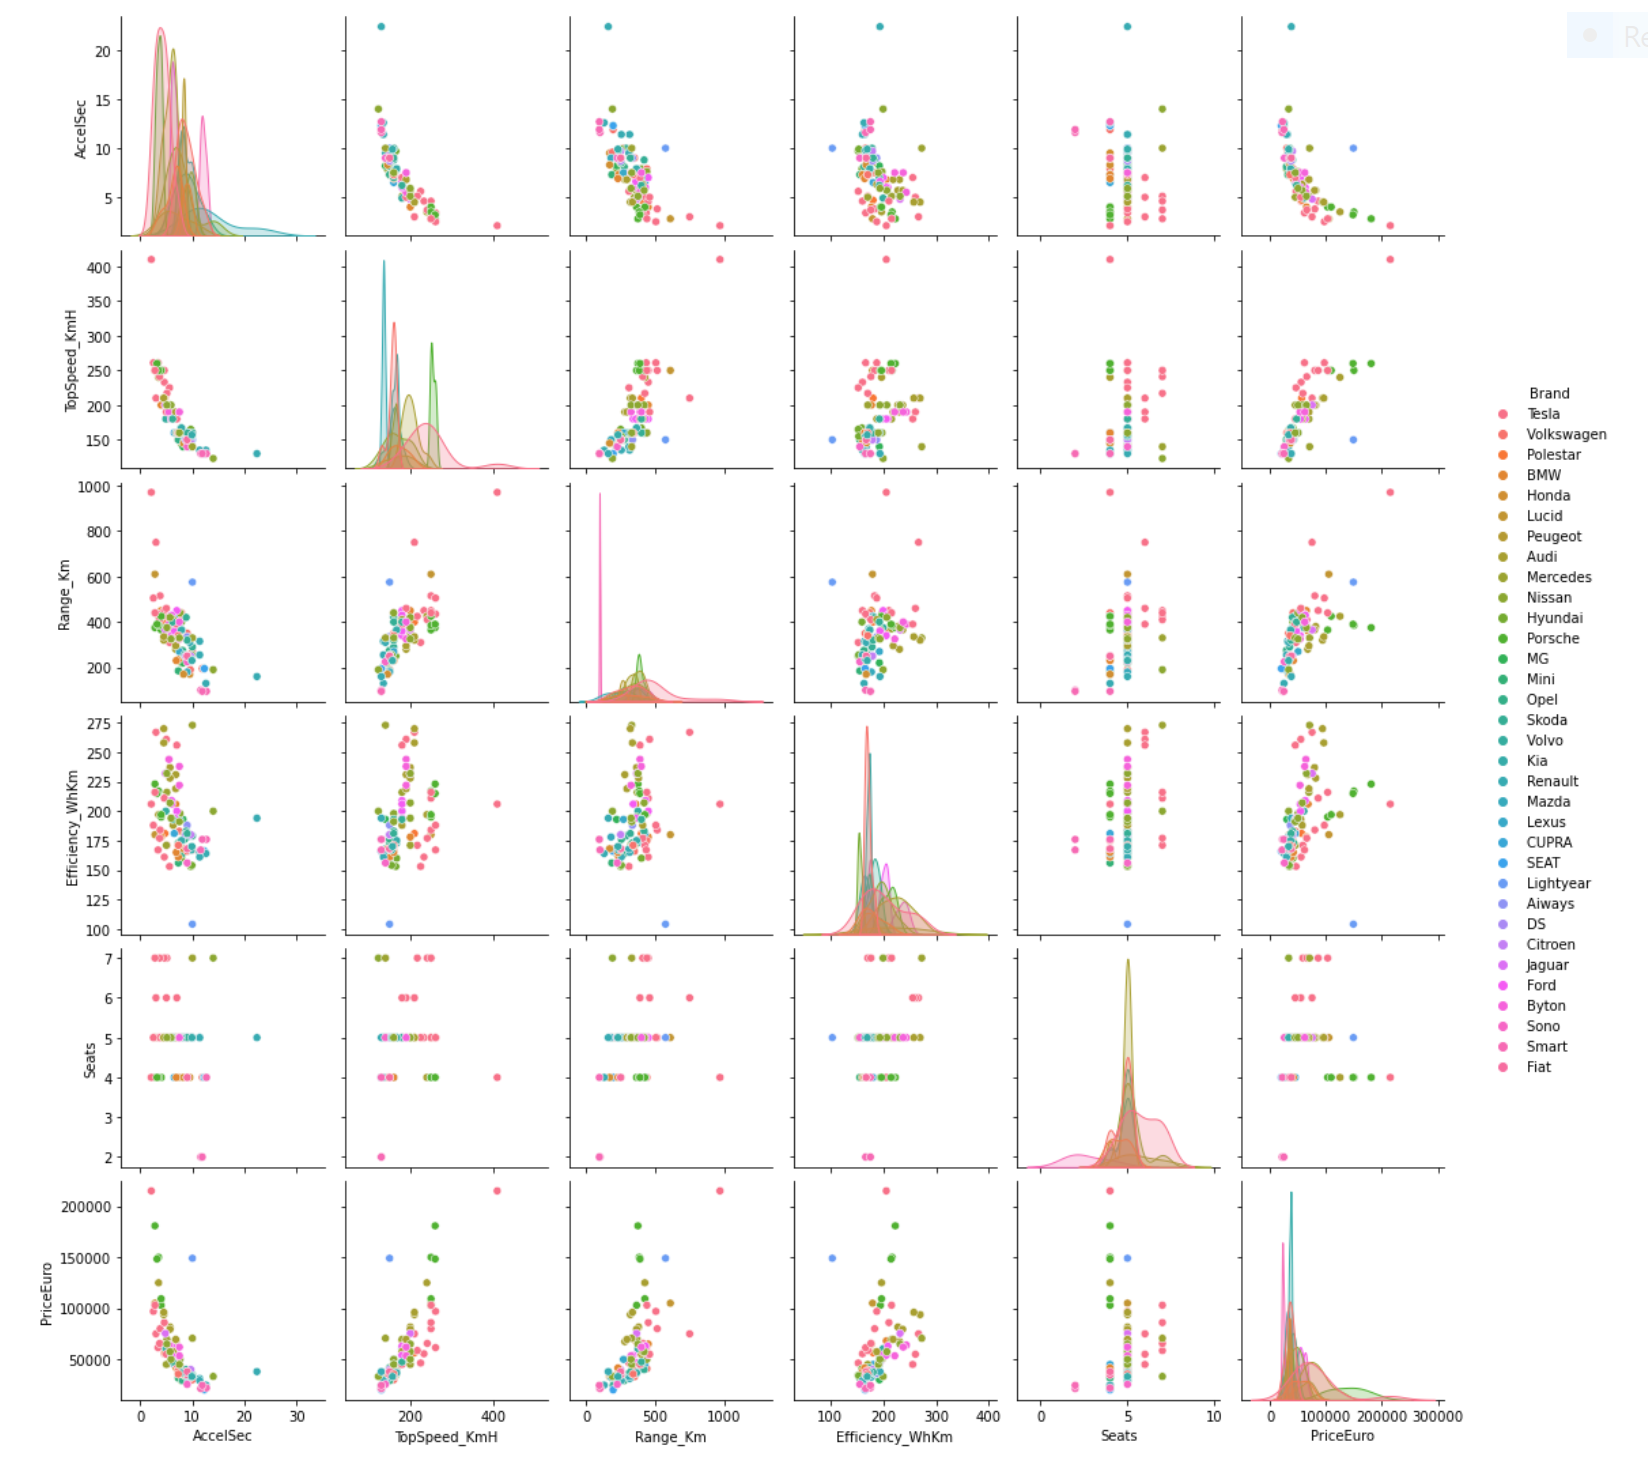 Re
20
15
10
5
AccelSec
400
350
300
250
200
150
TopSpeed_KmH
1000
800
600
400
200
Range_Km
275
250
225
200
175
150
125
100
Efficiency_WhKm
7
6
5
4
3
2
Seats
200000
150000
100000
50000
PriceEuro
0 10 20 30
AccelSec
200 400
TopSpeed_KmH
0 500 1000
Range_Km
100 200 300 400
Efficiency_WhKm
0 5 10
Seats
0 100000 200000 300000
PriceEuro
Brand
Tesla
Volkswagen
Polestar
BMW
Honda
Lucid
Peugeot
Audi
Mercedes
Nissan
Hyundai
Porsche
MG
Mini
Opel
Skoda
Volvo
Kia
Renault
Mazda
Lexus
CUPRA
SEAT
Lightyear
Aiways
DS
Citroen
Jaguar
Ford
Byton
Sono
Smart
Fiat